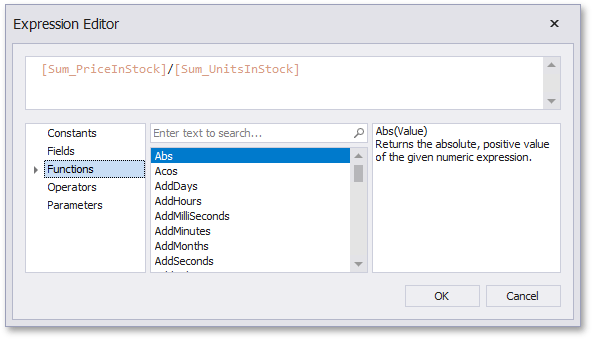 Expression Editor
[Sum_PriceInStock]/[Sum_UnitsInStock]
Constants
Fields
Functions
Operators
Parameters
Enter text to search...
Abs
Acos
AddDays
AddHours
AddMilliSeconds
AddMinutes
AddMonths
AddSeconds
Abs(Value)
Returns the absolute, positive value
of the given numeric expression.
OK
Cancel